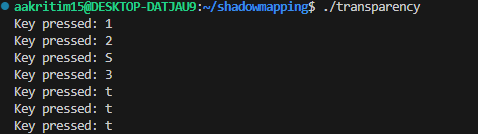 aakritim15@DESKTOP-DATJAU9:~/shadowmapping$ ./transparency
Key pressed: 1
Key pressed: 2
Key pressed: S
Key pressed: 3
Key pressed: t
Key pressed: t
Key pressed: t